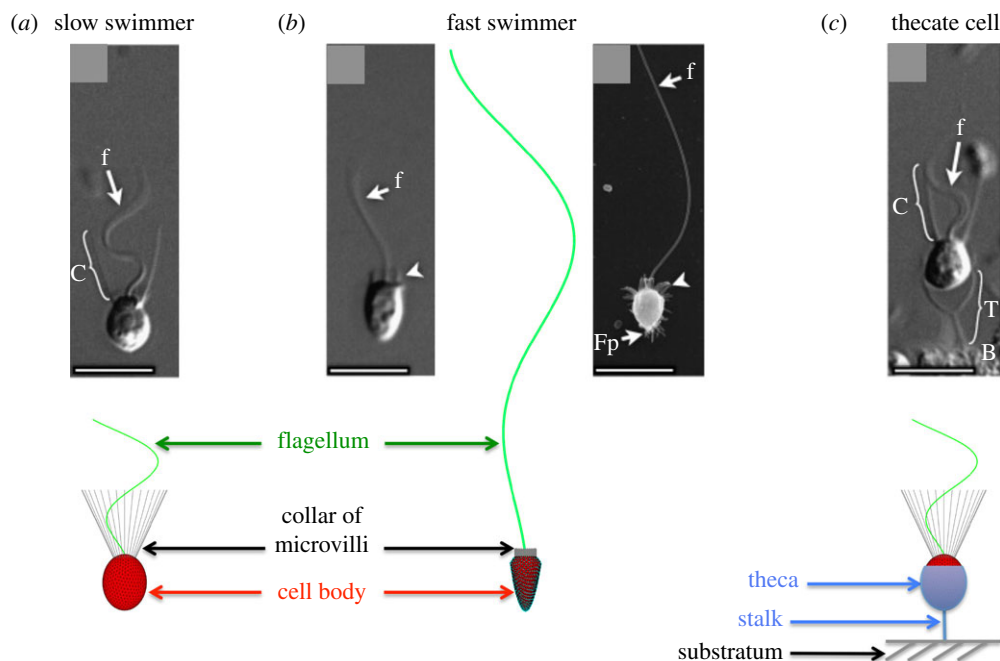 (a) slow swimmer
(b) fast swimmer
(c) thecate cell
f
C
f
f
Fp
f
C
T
B
flagellum
collar of
microvilli
cell body
theca
stalk
substratum